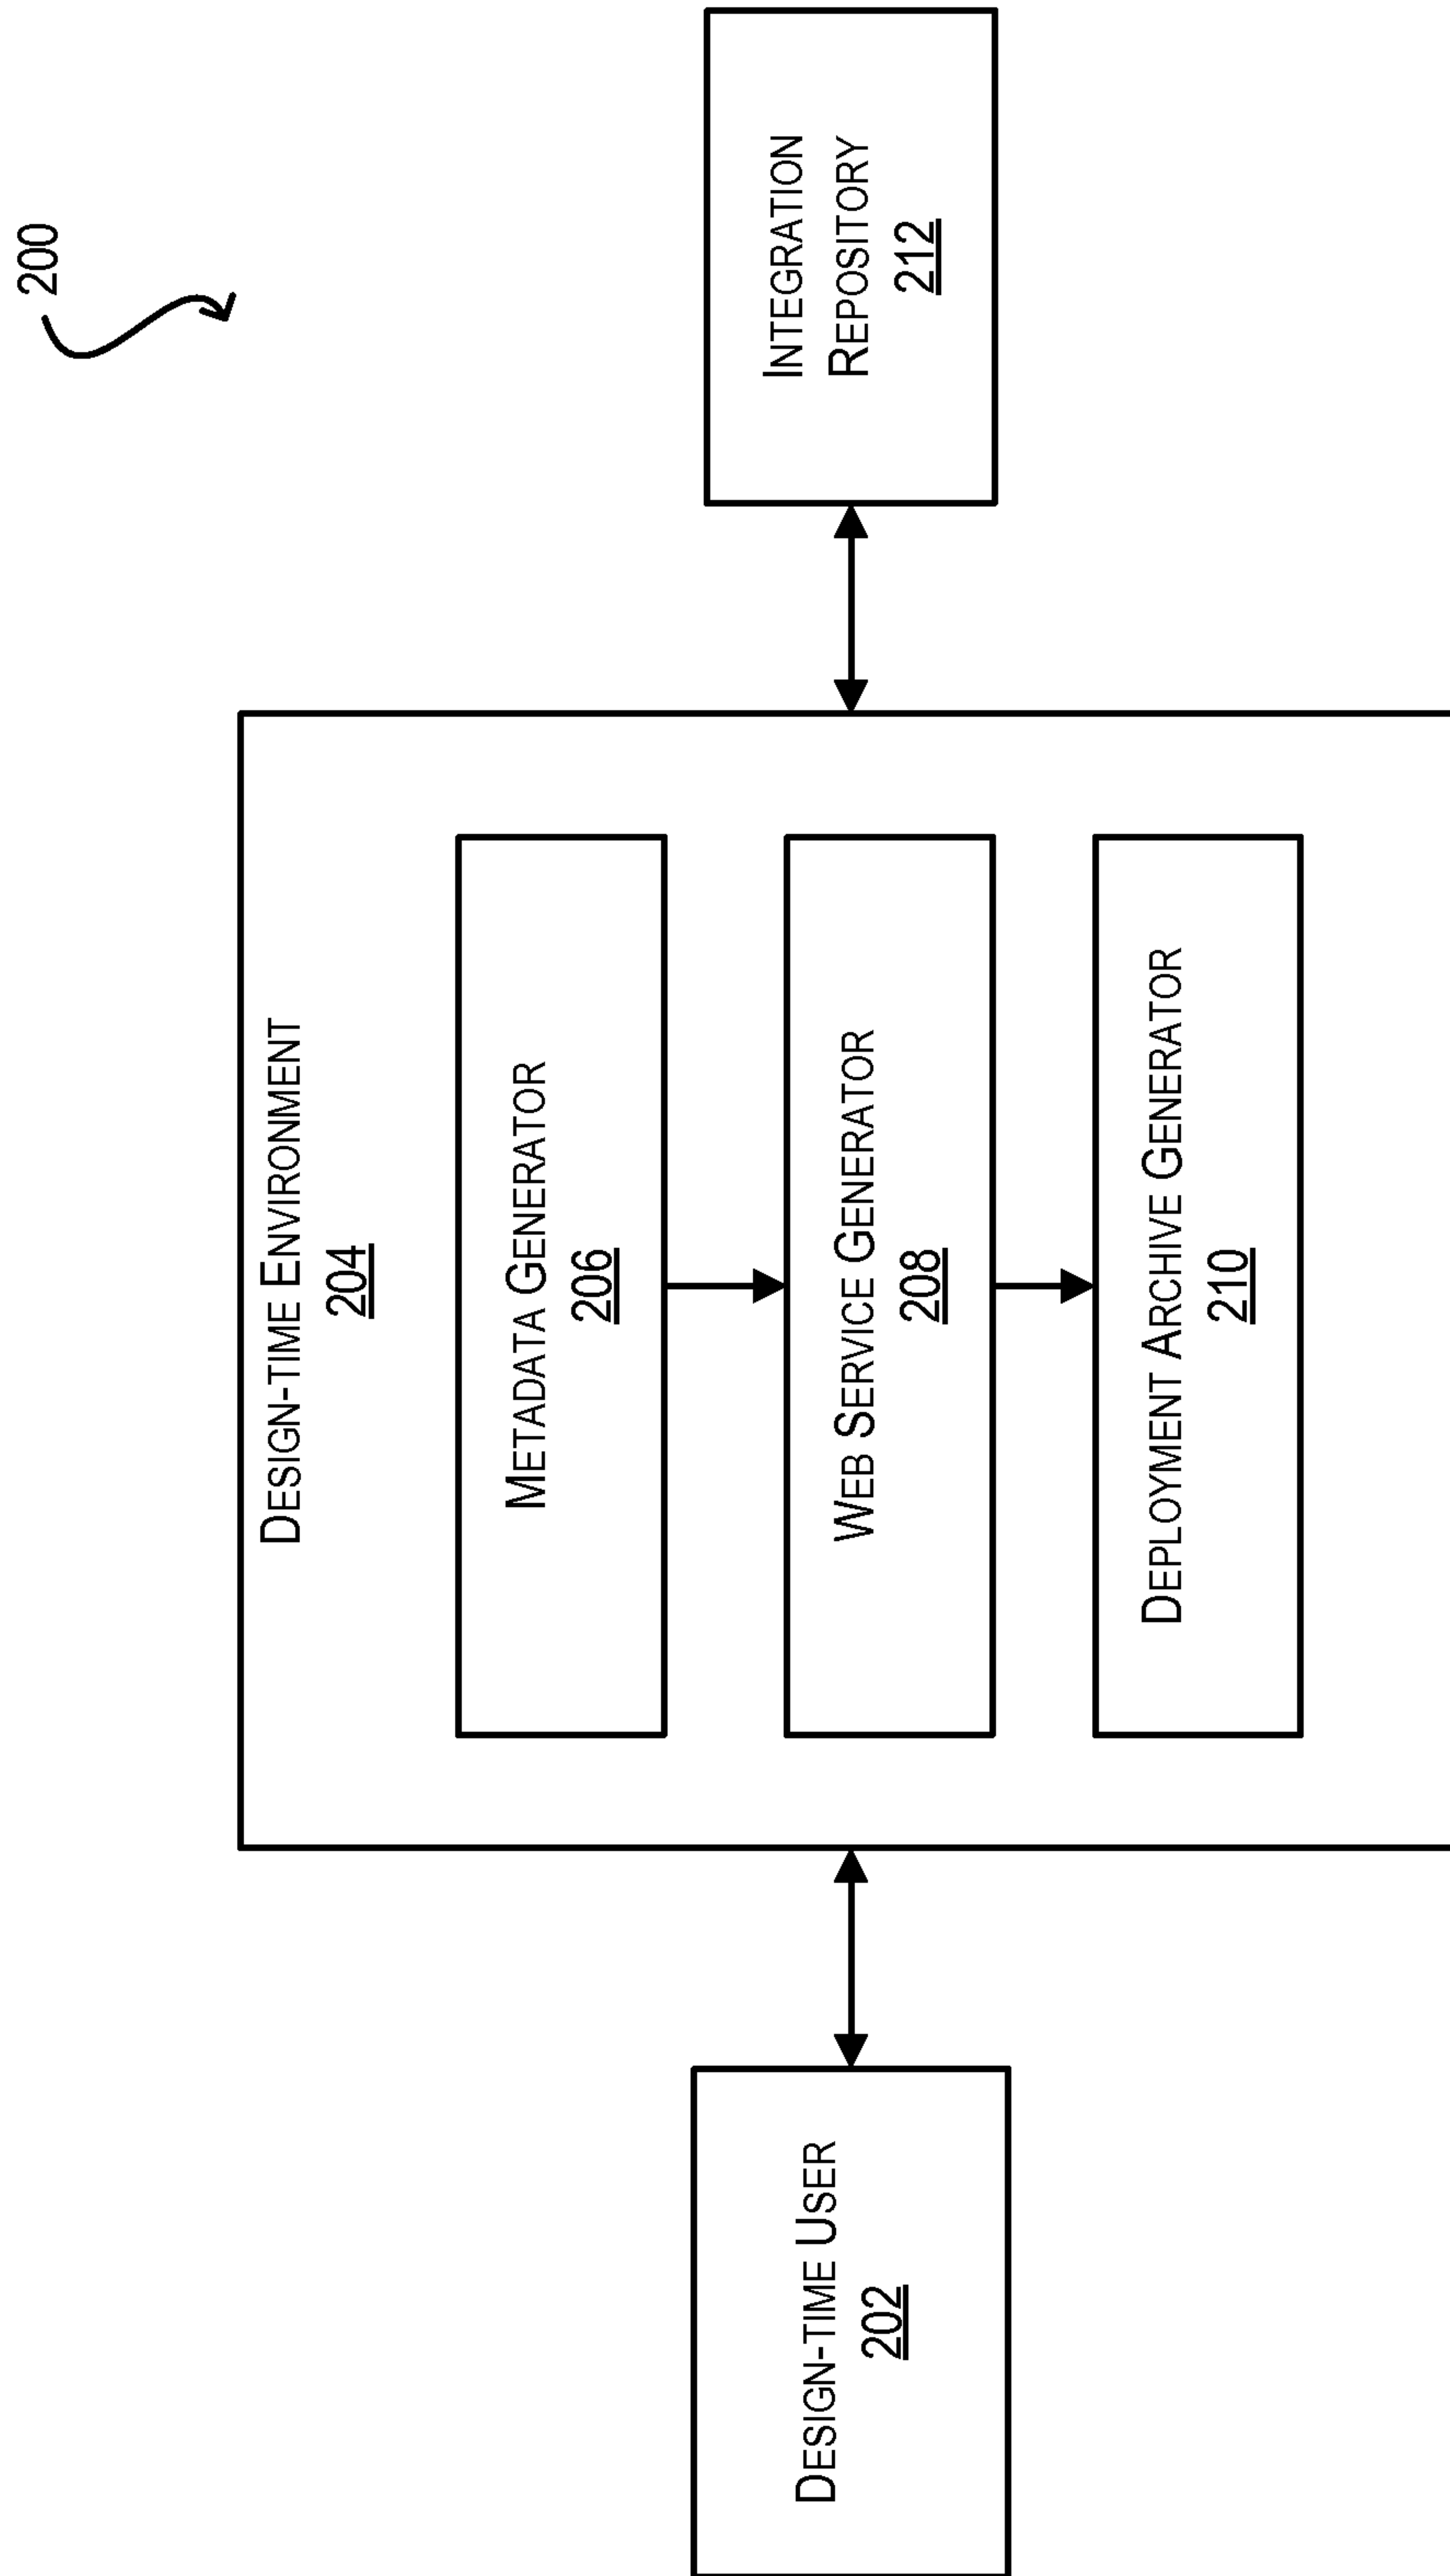 200
DESIGN-TIME USER
202
DESIGN-TIME ENVIRONMENT
204
METADATA GENERATOR
206
WEB SERVICE GENERATOR
208
DEPLOYMENT ARCHIVE GENERATOR
210
INTEGRATION
REPOSITORY
212